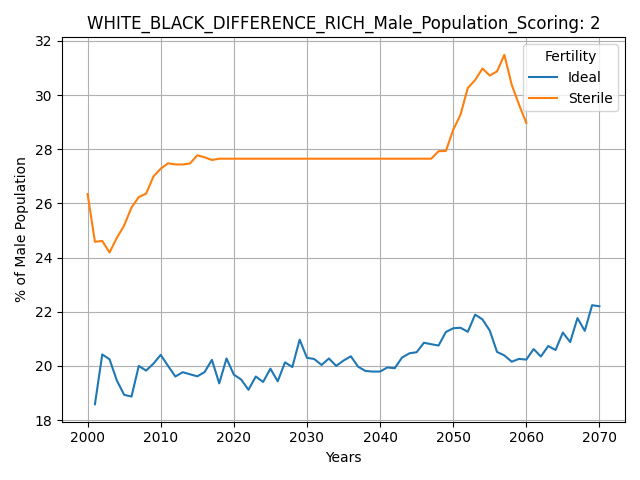 WHITE_BLACK_DIFFERENCE_RICH_Male_Population_Scoring: 2
Fertility
Ideal
Sterile
% of Male Population
32
30
28
26
24
22
20
18
2000 2010 2020 2030 2040 2050 2060 2070
Years